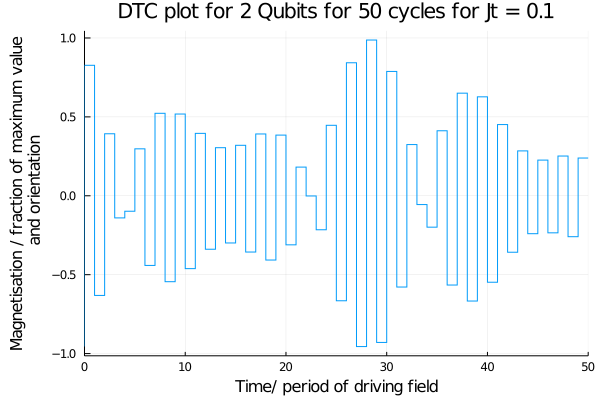 DTC plot for 2 Qubits for 50 cycles for Jt = 0.1
Magnetisation / fraction of maximum value
and orientation
1.0
0.5
0.0
−0.5
−1.0
0
10
20
30
40
50
Time/ period of driving field